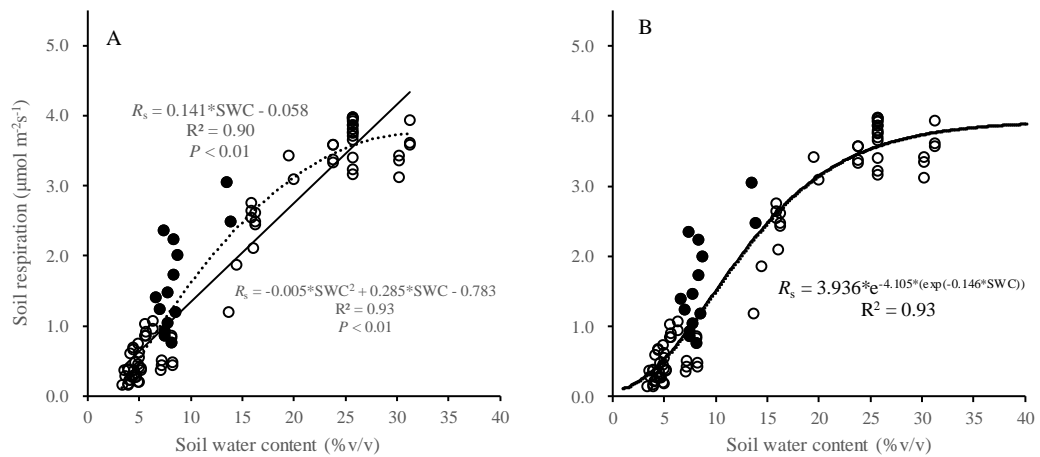 A
5.0
4.0
3.0
2.0
1.0
0.0
Soil respiration (µmol m⁻²s⁻¹)
Rs = 0.141*SWC - 0.058
R² = 0.90
P < 0.01
Rs = -0.005*SWC² + 0.285*SWC - 0.783
R² = 0.93
P < 0.01
0 5 10 15 20 25 30 35
Soil water content (%v/v)
B
5.0
4.0
3.0
2.0
1.0
0.0
Rs = 3.936*e^-4.105*(exp(-0.146*SWC))
R² = 0.93
0 5 10 15 20 25 30 35 40
Soil water content (%v/v)